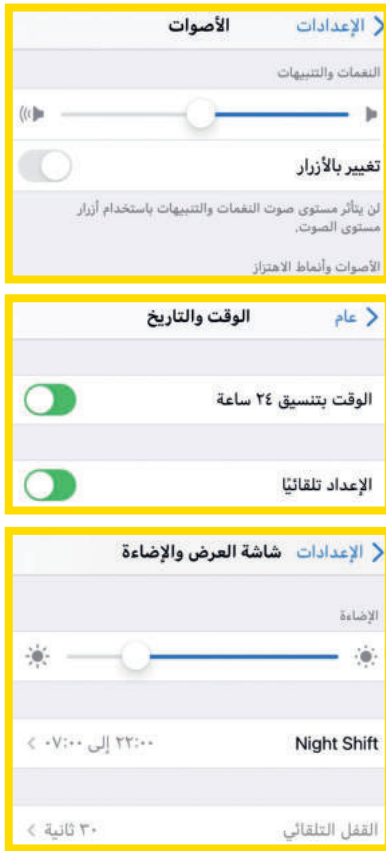 الإعدادات الأصوات
النغمات والتنبيهات
تغيير بالأزرار
لن يتأثر مستوى صوت النغمات والتنبيهات باستخدام أزرار
مستوى الصوت.
الأصوات وأنماط الاهتزاز
عام الوقت والتاريخ
الوقت بتنسيق ٢٤ ساعة
الإعداد تلقائيًا
الإعدادات شاشة العرض والإضاءة
الإضاءة
Night Shift ٢٢:٠٠ إلى ٠٧:٠٠
القفل التلقائي ٣٠ ثانية